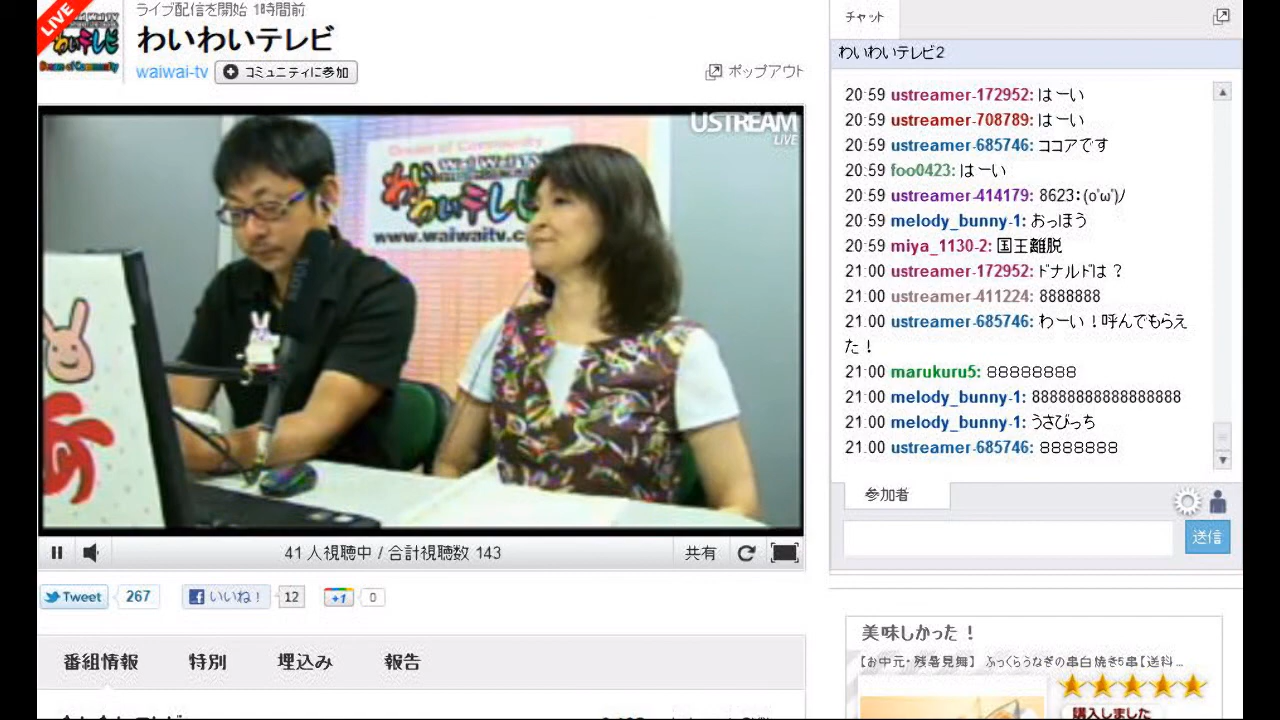 LIVE
ライブ配信を開始 1時間前
わいわいテレビ
waiwai-tv
コミュニティに参加
ポップアウト
USTREAM
LIVE
Dream of Community
Wai Wai TV
www.waiwaitv.c
41 人視聴中 / 合計視聴数 143
共有
Tweet
267
いいね！
12
+1
0
番組情報
特別
埋込み
報告
チャット
わいわいテレビ2
20:59 ustreamer-172952: はーい
20:59 ustreamer-708789: はーい
20:59 ustreamer-685746: ココアです
20:59 foo0423: はーい
20:59 ustreamer-414179: 8623：(o'ω')ノ
20:59 melody_bunny-1: おっほう
20:59 miya_1130-2: 国王離脱
21:00 ustreamer-172952: ドナルドは？
21:00 ustreamer-411224: 8888888
21:00 ustreamer-685746: わーい！呼んでもらえ
た！
21:00 marukuru5: 88888888
21:00 melody_bunny-1: 88888888888888888
21:00 melody_bunny-1: うさびっち
21:00 ustreamer-685746: 8888888
参加者
送信
美味しかった！
【お中元・残暑見舞】 ふっくらうなぎの串白焼き5串【送料...
購入しました